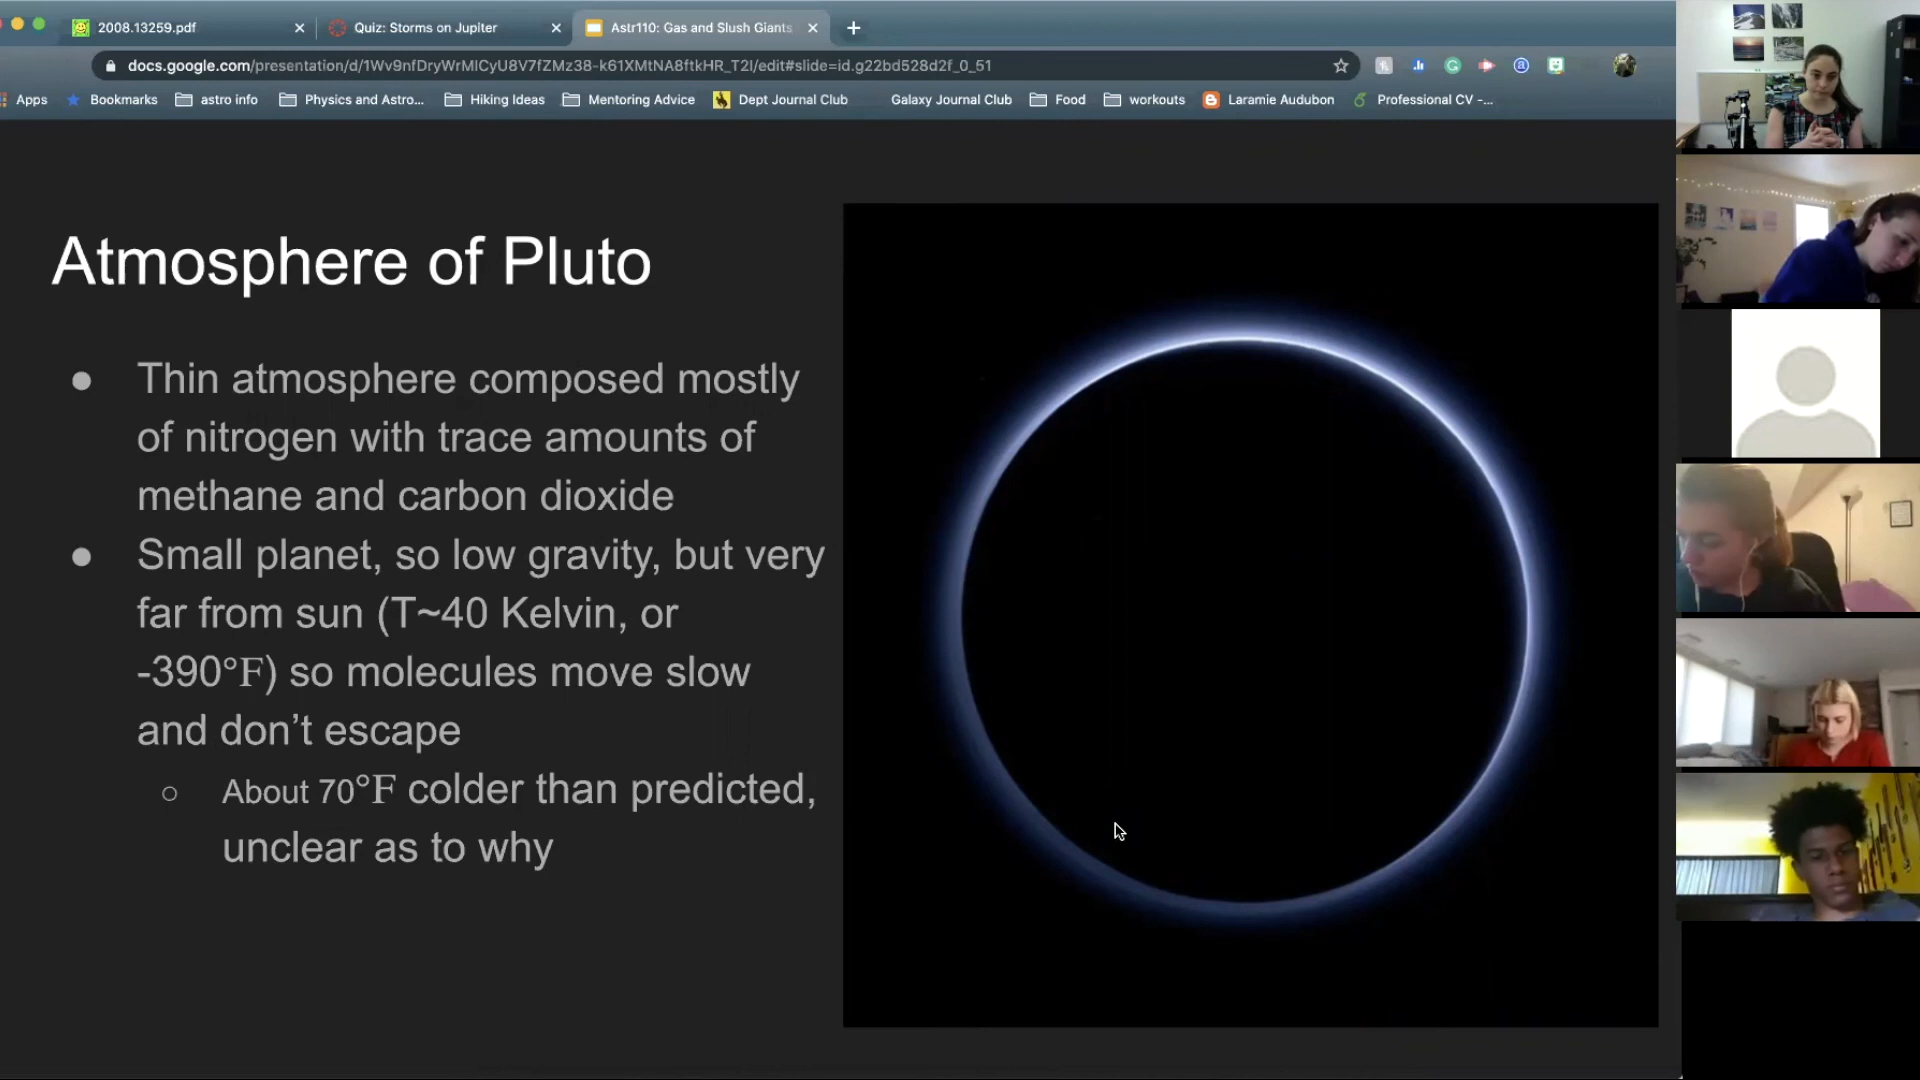 2008.13259.pdf
Quiz: Storms on Jupiter
Astr110: Gas and Slush Giants
docs.google.com/presentation/d/1Wv9nfDryWrMlCyU8V7fZMz38-k61XMtNA8ftkHR_T2I/edit#slide=id.g22bd528d2f_0_51
Apps Bookmarks astro info Physics and Astro... Hiking Ideas Mentoring Advice Dept Journal Club Galaxy Journal Club Food workouts Laramie Audubon Professional CV -...
Atmosphere of Pluto
● Thin atmosphere composed mostly
of nitrogen with trace amounts of
methane and carbon dioxide
● Small planet, so low gravity, but very
far from sun (T~40 Kelvin, or
-390°F) so molecules move slow
and don’t escape
○ About 70°F colder than predicted,
unclear as to why